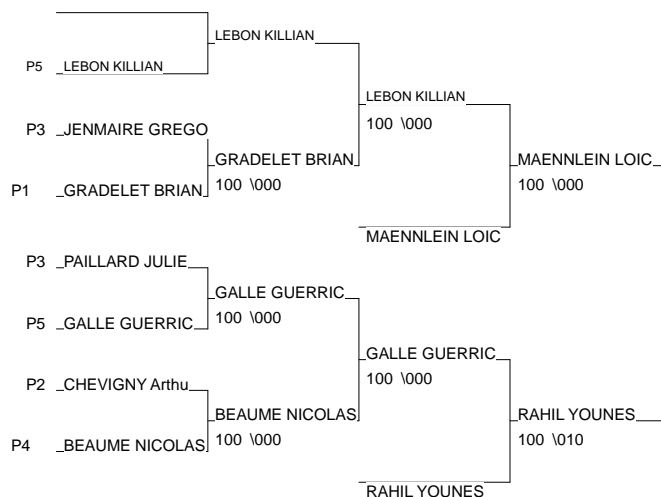 LEBON KILLIAN
P5 LEBON KILLIAN
LEBON KILLIAN
100 \000
P3 JENMAIRE GREGO
GRADELET BRIAN
100 \000
MAENNLEIN LOIC
100 \000
P1 GRADELET BRIAN
MAENNLEIN LOIC
P3 PAILLARD JULIE
GALLE GUERRIC
100 \000
P5 GALLE GUERRIC
GALLE GUERRIC
100 \000
P2 CHEVIGNY Arthu
BEAUME NICOLAS
100 \000
RAHIL YOUNES
100 \010
P4 BEAUME NICOLAS
RAHIL YOUNES